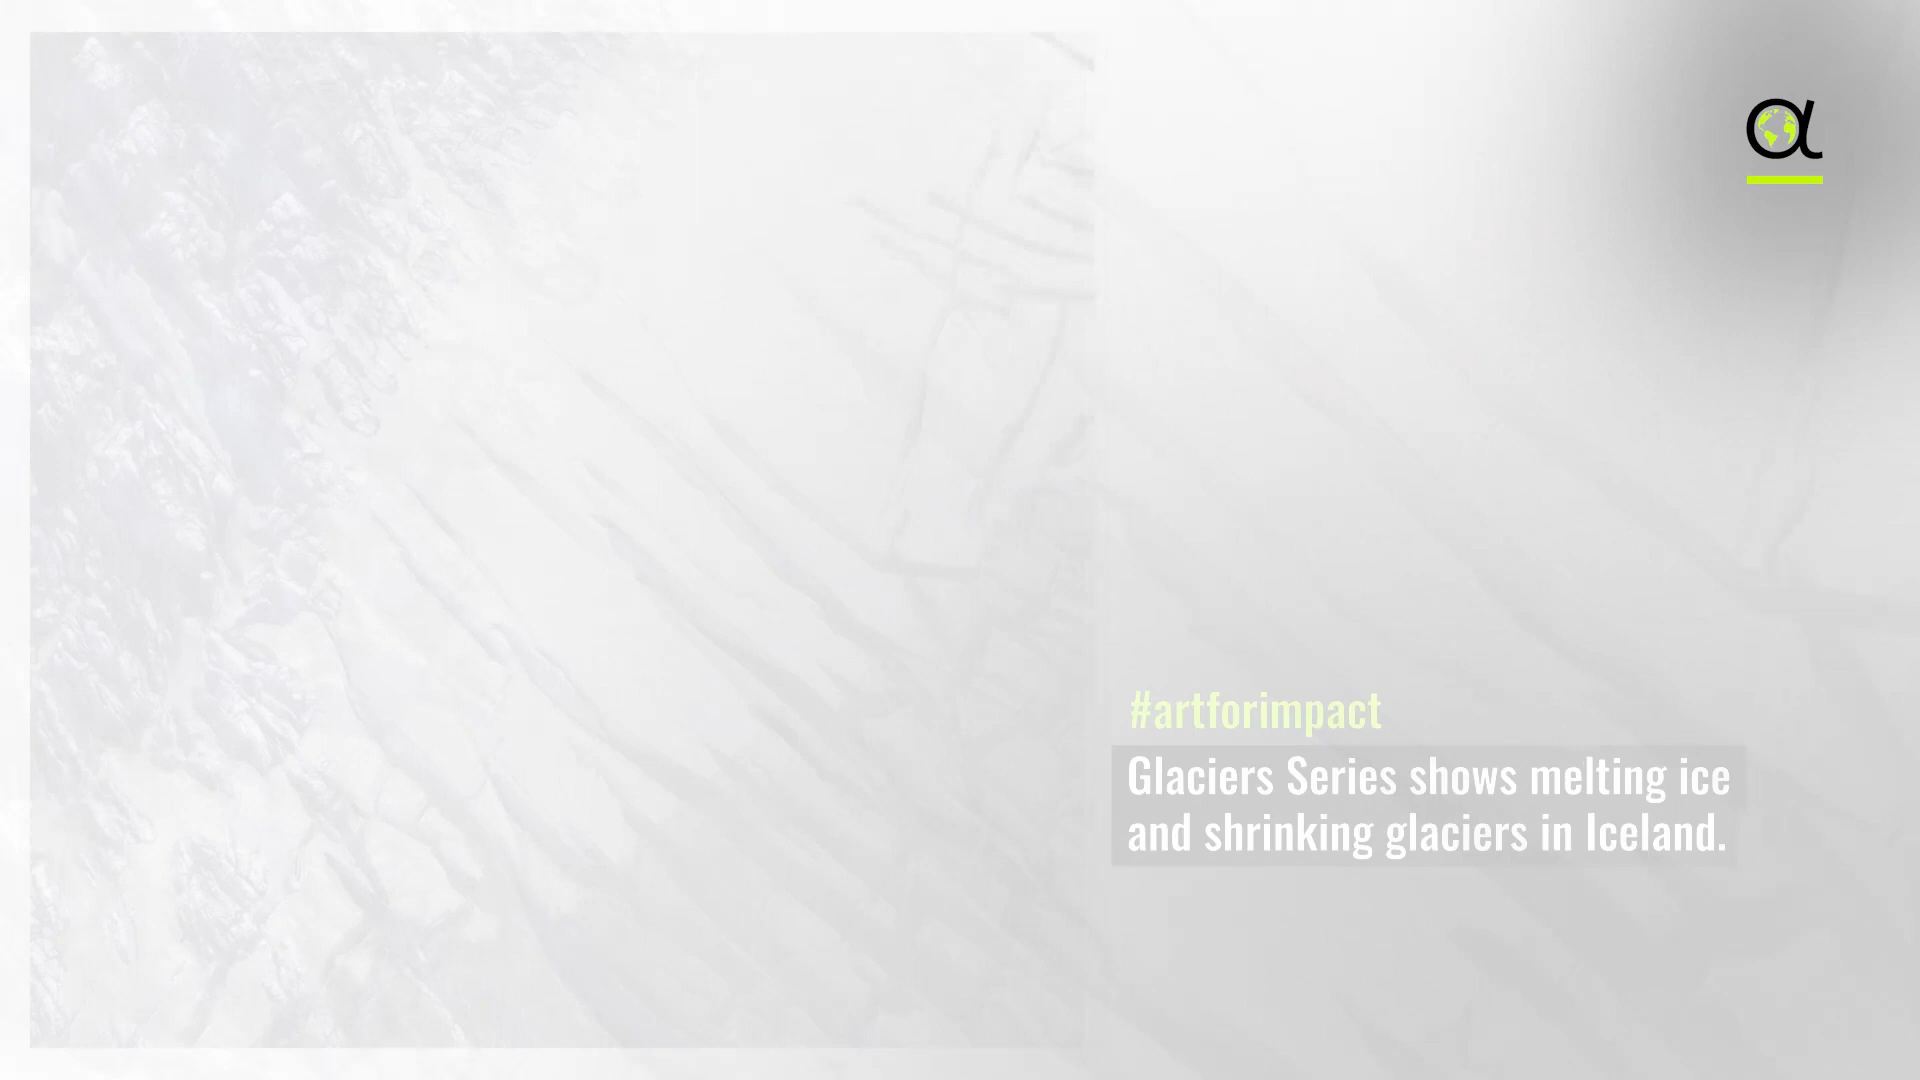 #artforimpact
Glaciers Series shows melting ice
and shrinking glaciers in Iceland.